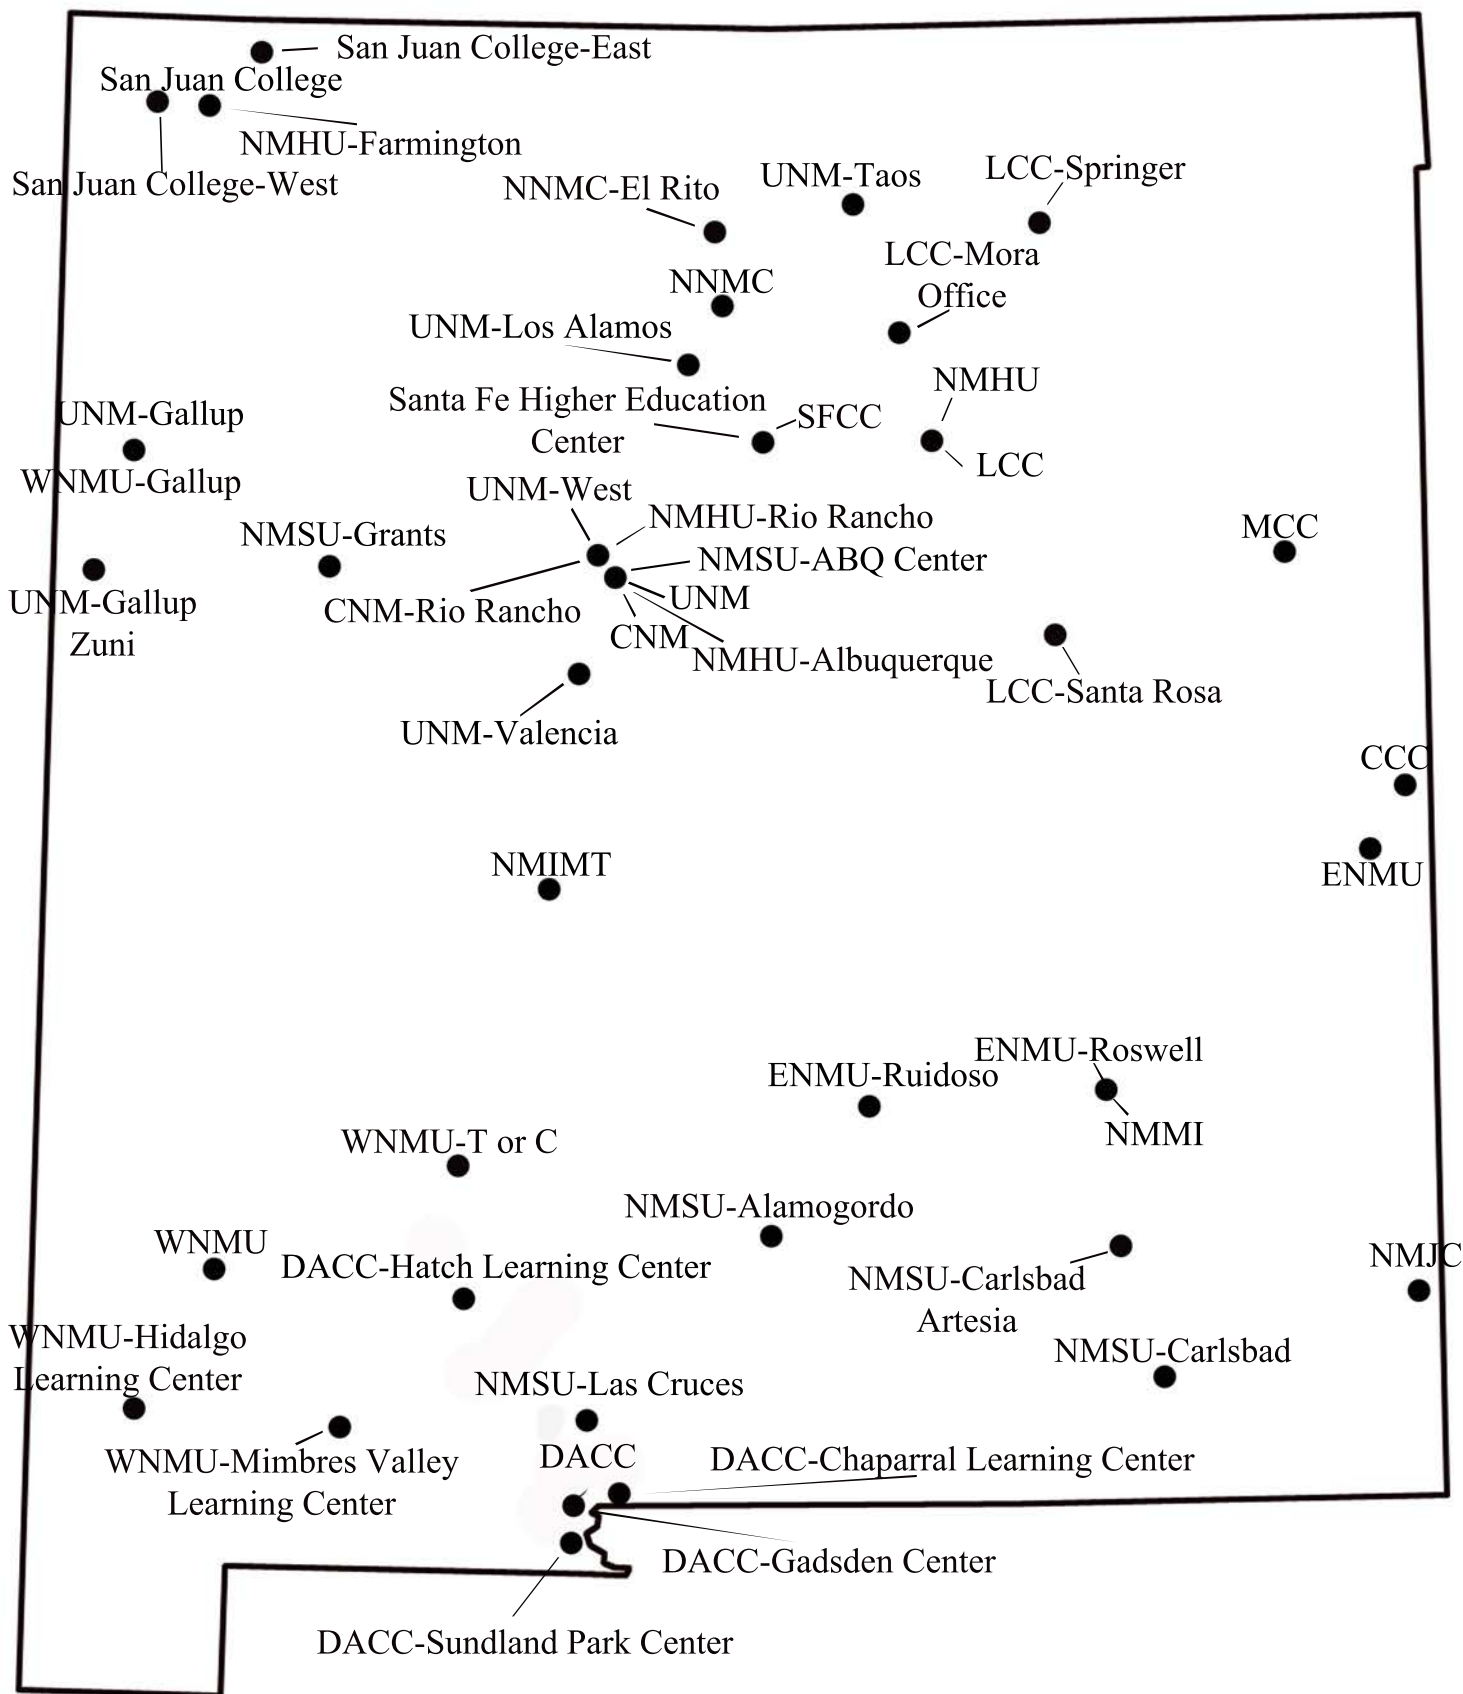 San Juan College-East
San Juan College
NMHU-Farmington
San Juan College-West
NNMC-El Rito
UNM-Taos
LCC-Springer
LCC-Mora
Office
NNMC
UNM-Los Alamos
NMHU
Santa Fe Higher Education
Center
SFCC
LCC
UNM-Gallup
WNMU-Gallup
UNM-West
NMHU-Rio Rancho
NMSU-Grants
NMSU-ABQ Center
MCC
UNM-Gallup
Zuni
CNM-Rio Rancho
UNM
CNM
NMHU-Albuquerque
LCC-Santa Rosa
UNM-Valencia
CCC
NMIMT
ENMU
ENMU-Roswell
ENMU-Ruidoso
NMMI
WNMU-T or C
NMSU-Alamogordo
WNMU
DACC-Hatch Learning Center
NMSU-Carlsbad
Artesia
NMJC
WNMU-Hidalgo
Learning Center
NMSU-Carlsbad
NMSU-Las Cruces
WNMU-Mimbres Valley
Learning Center
DACC
DACC-Chaparral Learning Center
DACC-Gadsden Center
DACC-Sundland Park Center